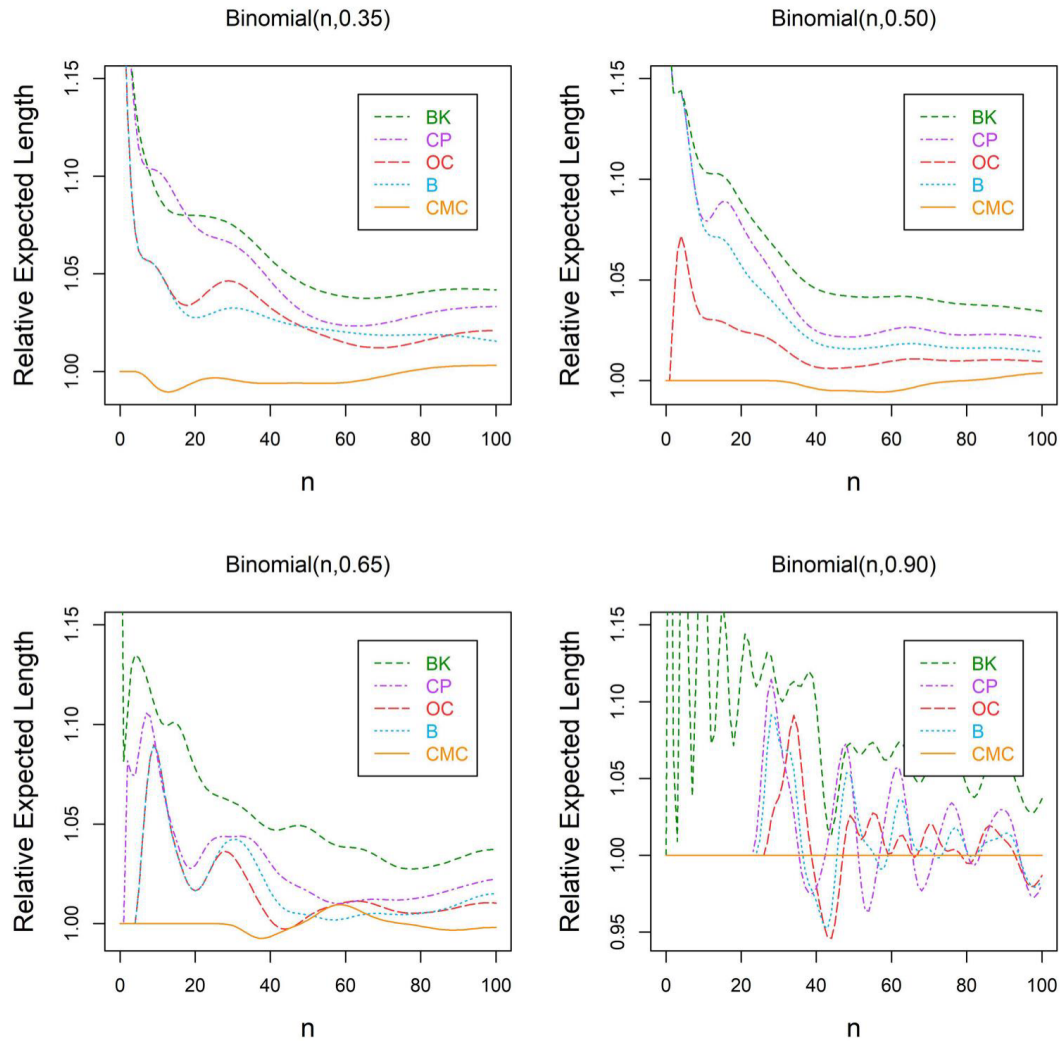 Binomial(n,0.35)
Relative Expected Length
1.15
1.10
1.05
1.00
BK
CP
OC
B
CMC
0 20 40 60 80 100
n
Binomial(n,0.50)
Relative Expected Length
1.15
1.10
1.05
1.00
BK
CP
OC
B
CMC
0 20 40 60 80 100
n
Binomial(n,0.65)
Relative Expected Length
1.15
1.10
1.05
1.00
BK
CP
OC
B
CMC
0 20 40 60 80 100
n
Binomial(n,0.90)
Relative Expected Length
1.15
1.10
1.05
1.00
0.95
BK
CP
OC
B
CMC
0 20 40 60 80 100
n